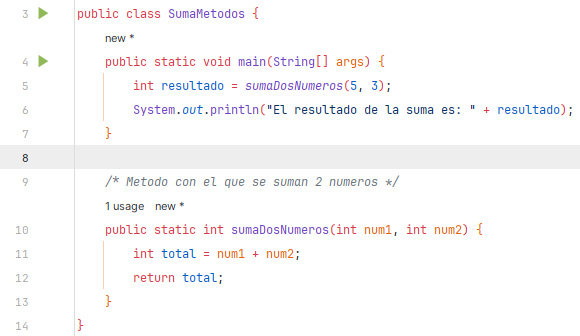 3 public class SumaMetodos {
new *
4 public static void main(String[] args) {
5 int resultado = sumaDosNumeros(5, 3);
6 System.out.println("El resultado de la suma es: " + resultado);
7 }
8
9 /* Metodo con el que se suman 2 numeros */
1 usage new *
10 public static int sumaDosNumeros(int num1, int num2) {
11 int total = num1 + num2;
12 return total;
13 }
14 }